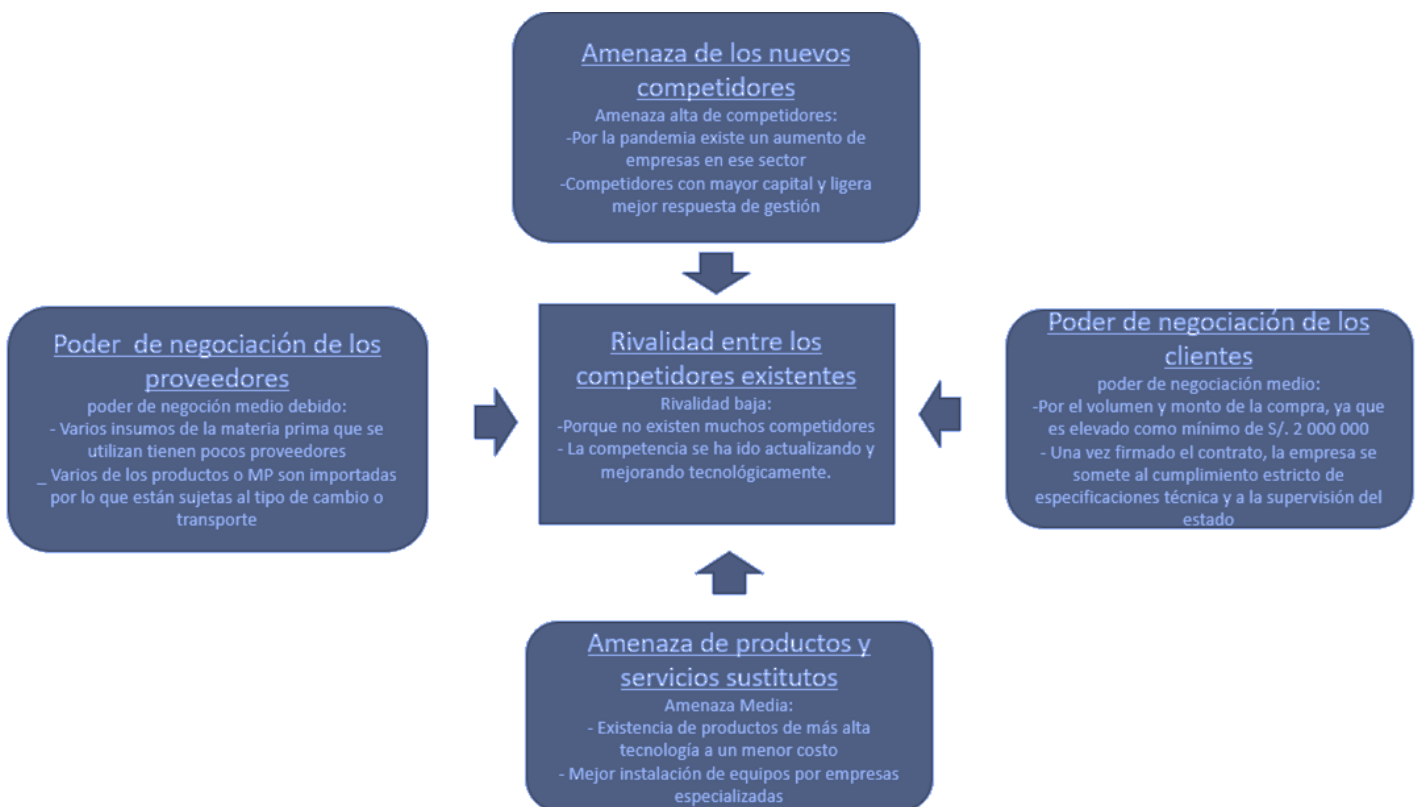 Amenaza de los nuevos
competidores
Amenaza alta de competidores:
-Por la pandemia existe un aumento de
empresas en ese sector
-Competidores con mayor capital y ligera
mejor respuesta de gestión
Poder de negociación de los
proveedores
poder de negoción medio debido:
- Varios insumos de la materia prima que se
utilizan tienen pocos proveedores
_ Varios de los productos o MP son importadas
por lo que están sujetas al tipo de cambio o
transporte
Rivalidad entre los
competidores existentes
Rivalidad baja:
-Porque no existen muchos competidores
- La competencia se ha ido actualizando y
mejorando tecnológicamente.
Poder de negociación de los
clientes
poder de negociación medio:
-Por el volumen y monto de la compra, ya que
es elevado como mínimo de S/. 2 000 000
- Una vez firmado el contrato, la empresa se
somete al cumplimiento estricto de
especificaciones técnica y a la supervisión del
estado
Amenaza de productos y
servicios sustitutos
Amenaza Media:
- Existencia de productos de más alta
tecnología a un menor costo
- Mejor instalación de equipos por empresas
especializadas